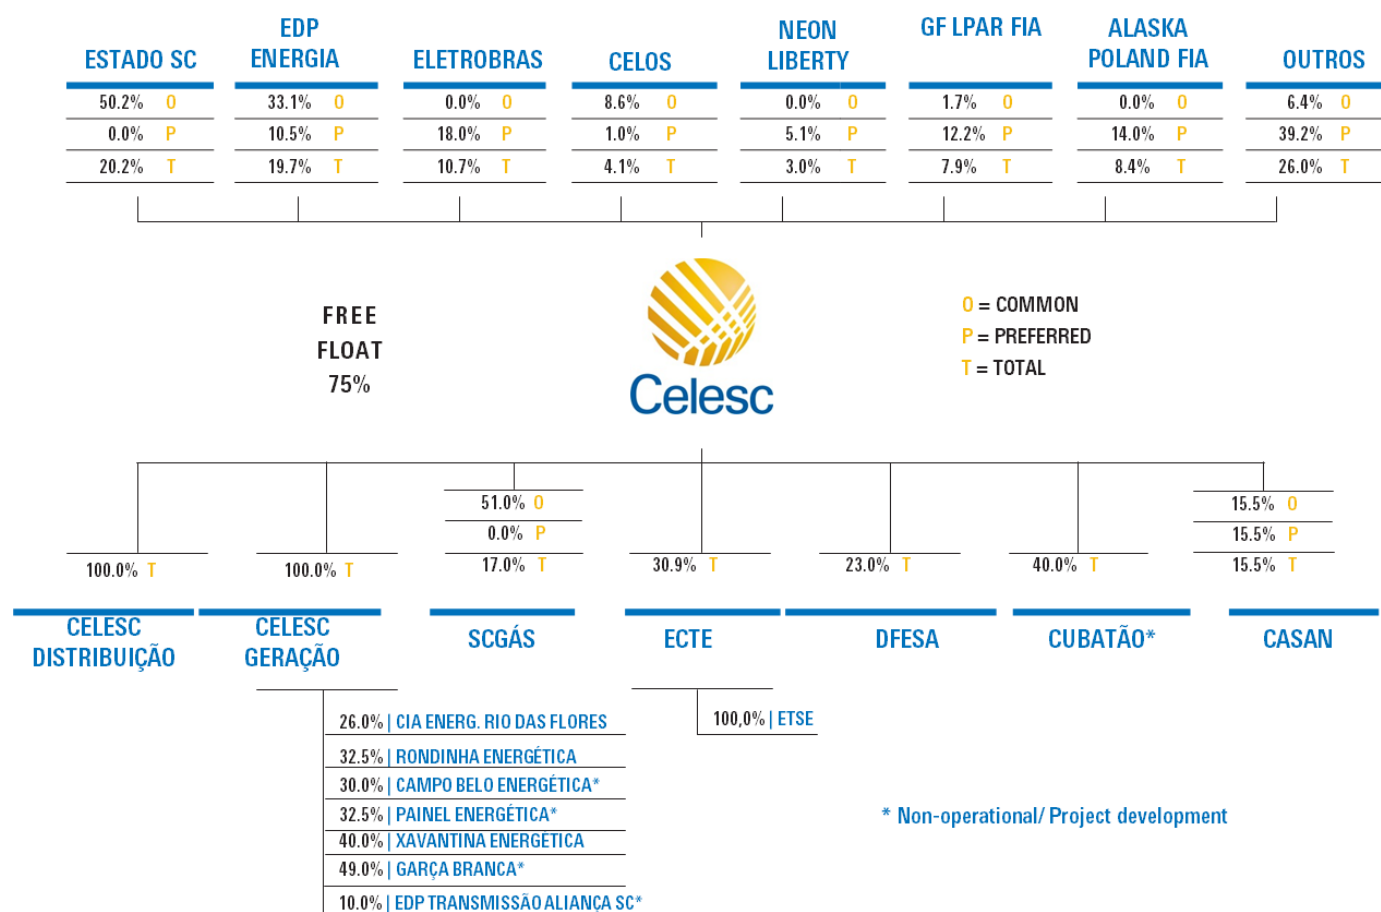 ESTADO SC
EDP
ENERGIA
ELETROBRAS
CELOS
NEON
LIBERTY
GF LPAR FIA
ALASKA
POLAND FIA
OUTROS
50.2% O
33.1% O
0.0% O
8.6% O
0.0% O
1.7% O
0.0% O
6.4% O
0.0% P
10.5% P
18.0% P
1.0% P
5.1% P
12.2% P
14.0% P
39.2% P
20.2% T
19.7% T
10.7% T
4.1% T
3.0% T
7.9% T
8.4% T
26.0% T
FREE
FLOAT
75%
Celesc
O = COMMON
P = PREFERRED
T = TOTAL
100.0% T
100.0% T
51.0% O
0.0% P
17.0% T
30.9% T
23.0% T
40.0% T
15.5% O
15.5% P
15.5% T
CELESC
DISTRIBUIÇÃO
CELESC
GERAÇÃO
SCGÁS
ECTE
DFESA
CUBATÃO*
CASAN
26.0% | CIA ENERG. RIO DAS FLORES
32.5% | RONDINHA ENERGÉTICA
30.0% | CAMPO BELO ENERGÉTICA*
32.5% | PAINEL ENERGÉTICA*
40.0% | XAVANTINA ENERGÉTICA
49.0% | GARÇA BRANCA*
10.0% | EDP TRANSMISSÃO ALIANÇA SC*
100,0% | ETSE
* Non-operational/ Project development